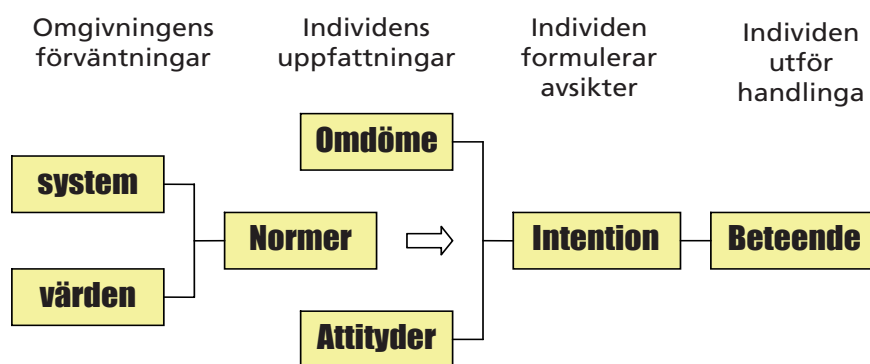 Omgivningens
förväntningar
Individens
uppfattningar
Individen
formulerar
avsikter
Individen
utför
handlinga
Omdöme
system
Normer
Intention
Beteende
värden
Attityder